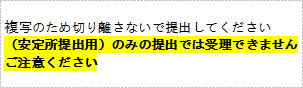 複写のため切り離さないで提出してください
（安定所提出用）のみの提出では受理できません
ご注意ください